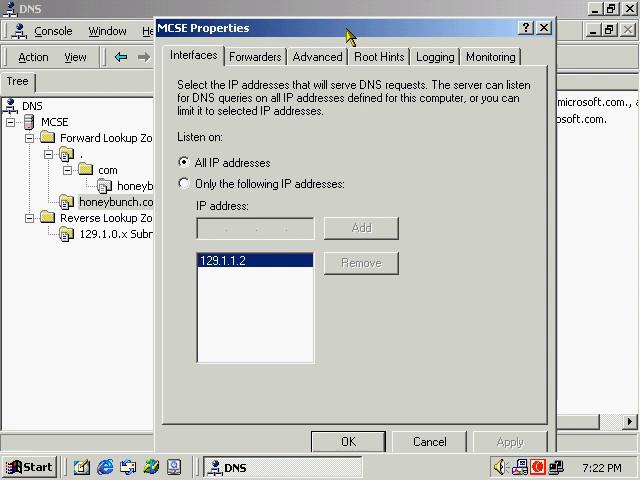 DNS
Console Window He
Action View
Tree
DNS
MCSE
Forward Lookup Zo
.
com
honeyb
honeybunch.co
Reverse Lookup Zo
129.1.0.x Subn
microsoft.com., a
osoft.com.
MCSE Properties
Interfaces Forwarders Advanced Root Hints Logging Monitoring
Select the IP addresses that will serve DNS requests. The server can listen
for DNS queries on all IP addresses defined for this computer, or you can
limit it to selected IP addresses.
Listen on:
All IP addresses
Only the following IP addresses:
IP address:
. . . Add
129.1.1.2 Remove
OK Cancel Apply
Start DNS 7:22 PM